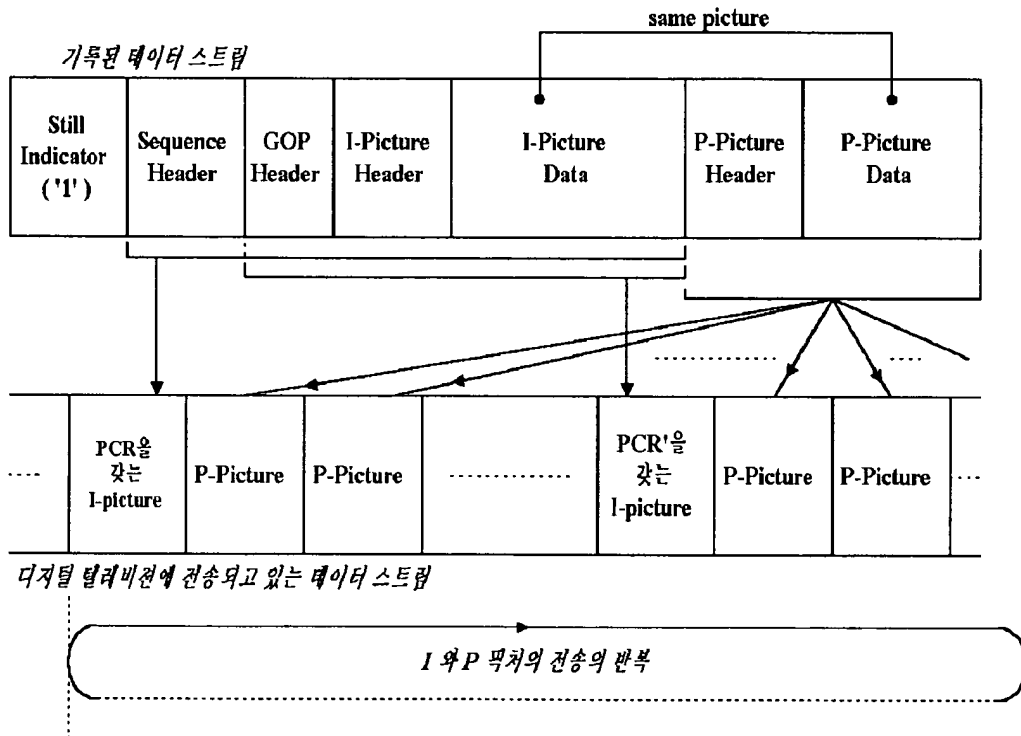 same picture
기록된 데이터 스트림
Still
Indicator
( '1' )
Sequence
Header
GOP
Header
I-Picture
Header
I-Picture
Data
P-Picture
Header
P-Picture
Data
PCR을
갖는
I-picture
P-Picture
P-Picture
PCR'을
갖는
I-picture
P-Picture
P-Picture
디지털 텔레비전에 전송되고 있는 데이터 스트림
I 와 P 픽처의 전송의 반복